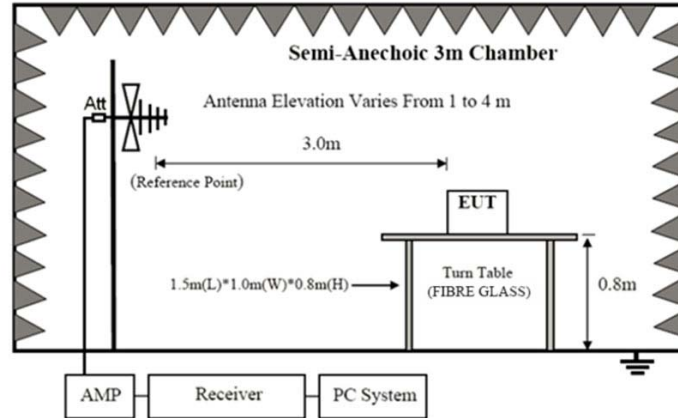 Semi-Anechoic 3m Chamber
Att
Antenna Elevation Varies From 1 to 4 m
3.0m
(Reference Point)
EUT
1.5m(L)*1.0m(W)*0.8m(H)
Turn Table
(FIBRE GLASS)
0.8m
AMP
Receiver
PC System